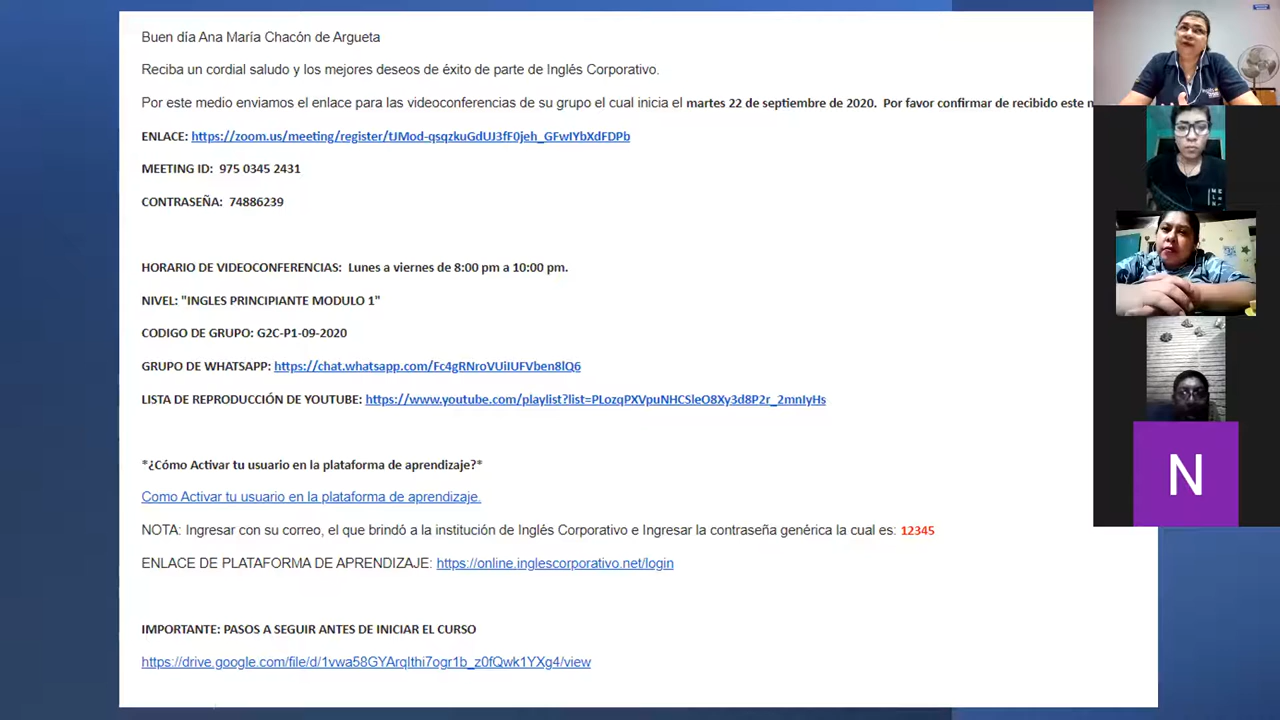 Buen día Ana María Chacón de Argueta
Reciba un cordial saludo y los mejores deseos de éxito de parte de Inglés Corporativo.
Por este medio enviamos el enlace para las videoconferencias de su grupo el cual inicia el martes 22 de septiembre de 2020. Por favor confirmar de recibido este
ENLACE: https://zoom.us/meeting/register/tJMod-qsqzkuGdUJ3fF0jeh_GFwIYbXdFDPb
MEETING ID: 975 0345 2431
CONTRASEÑA: 74886239
HORARIO DE VIDEOCONFERENCIAS: Lunes a viernes de 8:00 pm a 10:00 pm.
NIVEL: "INGLES PRINCIPIANTE MODULO 1"
CODIGO DE GRUPO: G2C-P1-09-2020
GRUPO DE WHATSAPP: https://chat.whatsapp.com/Fc4gRNroVUiIUFVben8lQ6
LISTA DE REPRODUCCIÓN DE YOUTUBE: https://www.youtube.com/playlist?list=PLozqPXVpuNHCSleO8Xy3d8P2r_2mnIyHs
*¿Cómo Activar tu usuario en la plataforma de aprendizaje?*
Como Activar tu usuario en la plataforma de aprendizaje.
NOTA: Ingresar con su correo, el que brindó a la institución de Inglés Corporativo e Ingresar la contraseña genérica la cual es: 12345
ENLACE DE PLATAFORMA DE APRENDIZAJE: https://online.inglescorporativo.net/login
IMPORTANTE: PASOS A SEGUIR ANTES DE INICIAR EL CURSO
https://drive.google.com/file/d/1vwa58GYArqIthi7ogr1b_z0fQwk1YXg4/view
N